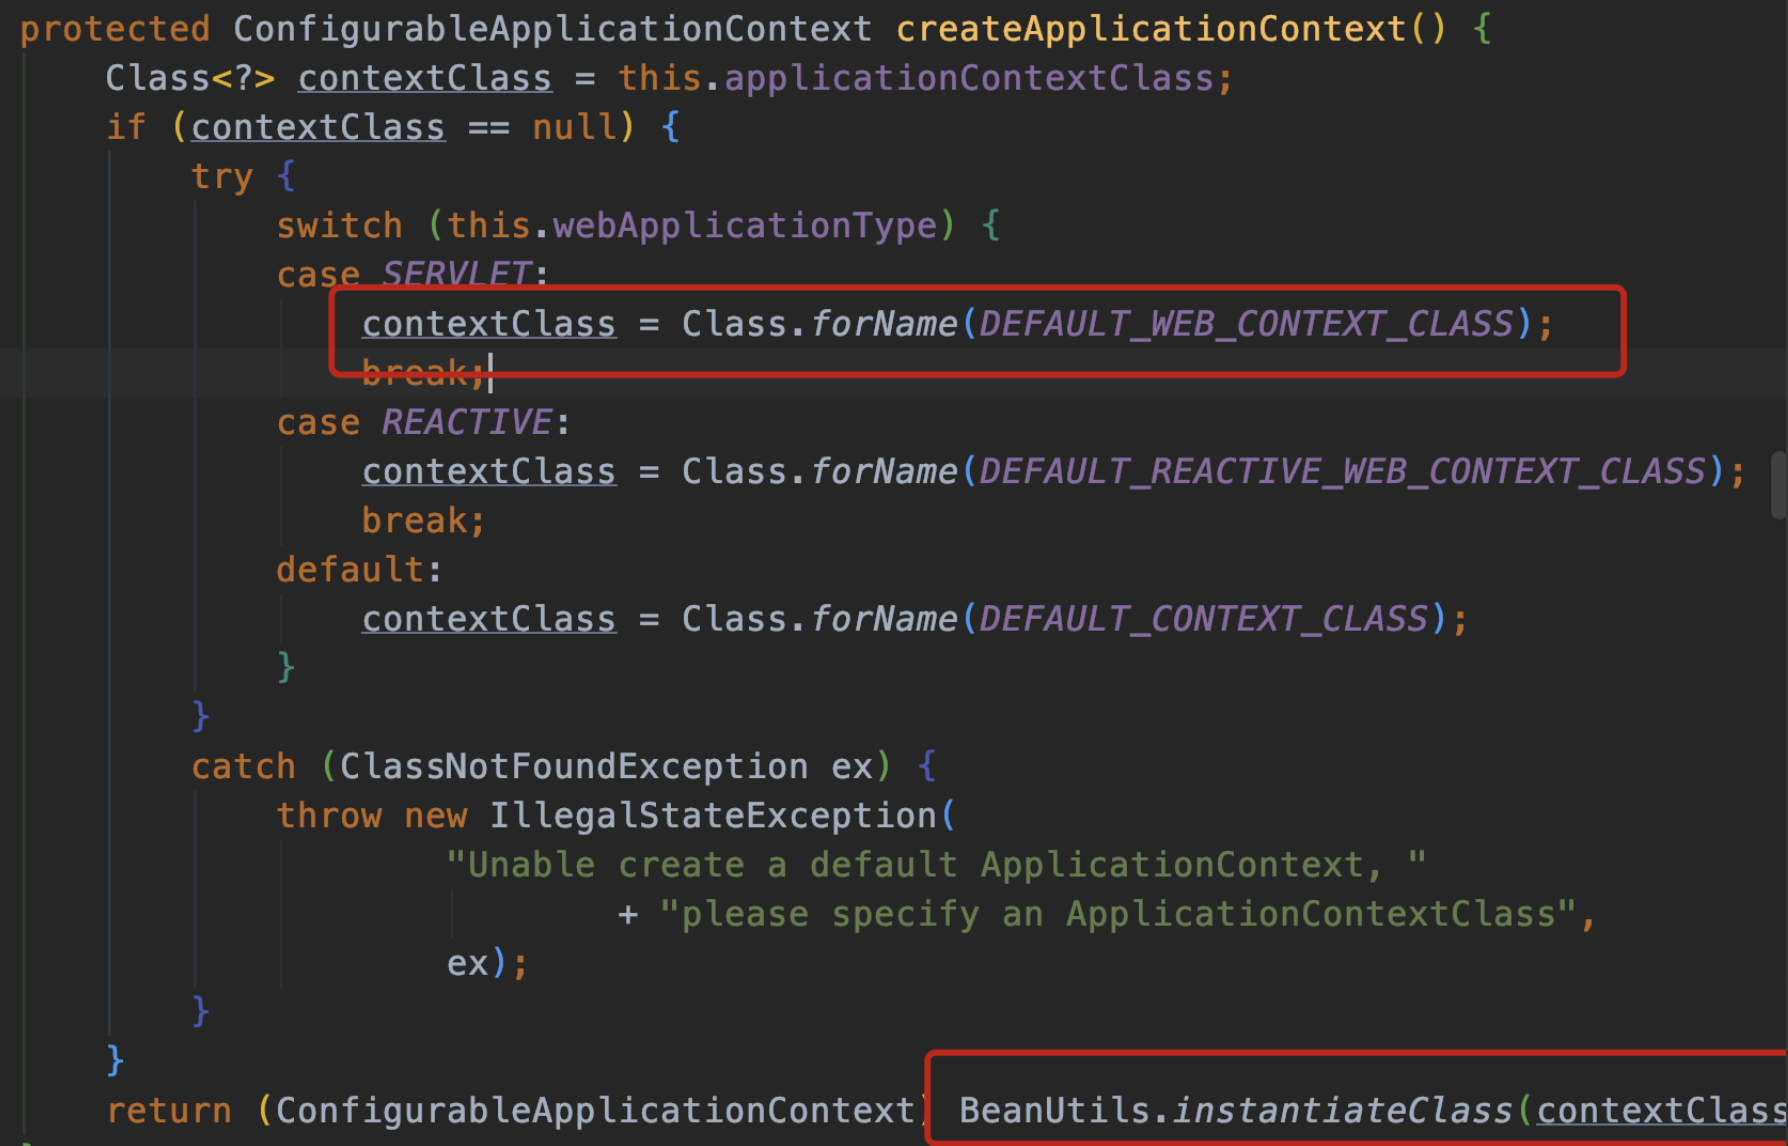 protected ConfigurableApplicationContext createApplicationContext() {
Class<?> contextClass = this.applicationContextClass;
if (contextClass == null) {
try {
switch (this.webApplicationType) {
case SERVLET:
contextClass = Class.forName(DEFAULT_WEB_CONTEXT_CLASS);
break;
case REACTIVE:
contextClass = Class.forName(DEFAULT_REACTIVE_WEB_CONTEXT_CLASS);
break;
default:
contextClass = Class.forName(DEFAULT_CONTEXT_CLASS);
}
}
catch (ClassNotFoundException ex) {
throw new IllegalStateException(
"Unable create a default ApplicationContext, "
+ "please specify an ApplicationContextClass",
ex);
}
}
return (ConfigurableApplicationContext) BeanUtils.instantiateClass(contextClass